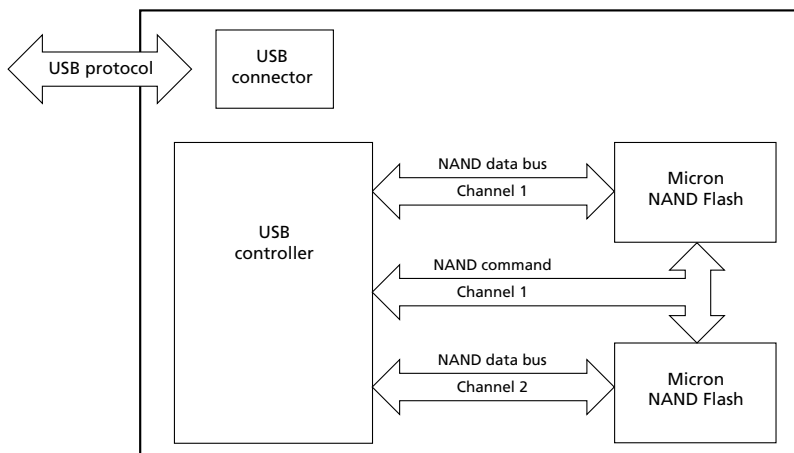 USB protocol
USB
connector
USB
controller
NAND data bus
Channel 1
Micron
NAND Flash
NAND command
Channel 1
NAND data bus
Channel 2
Micron
NAND Flash